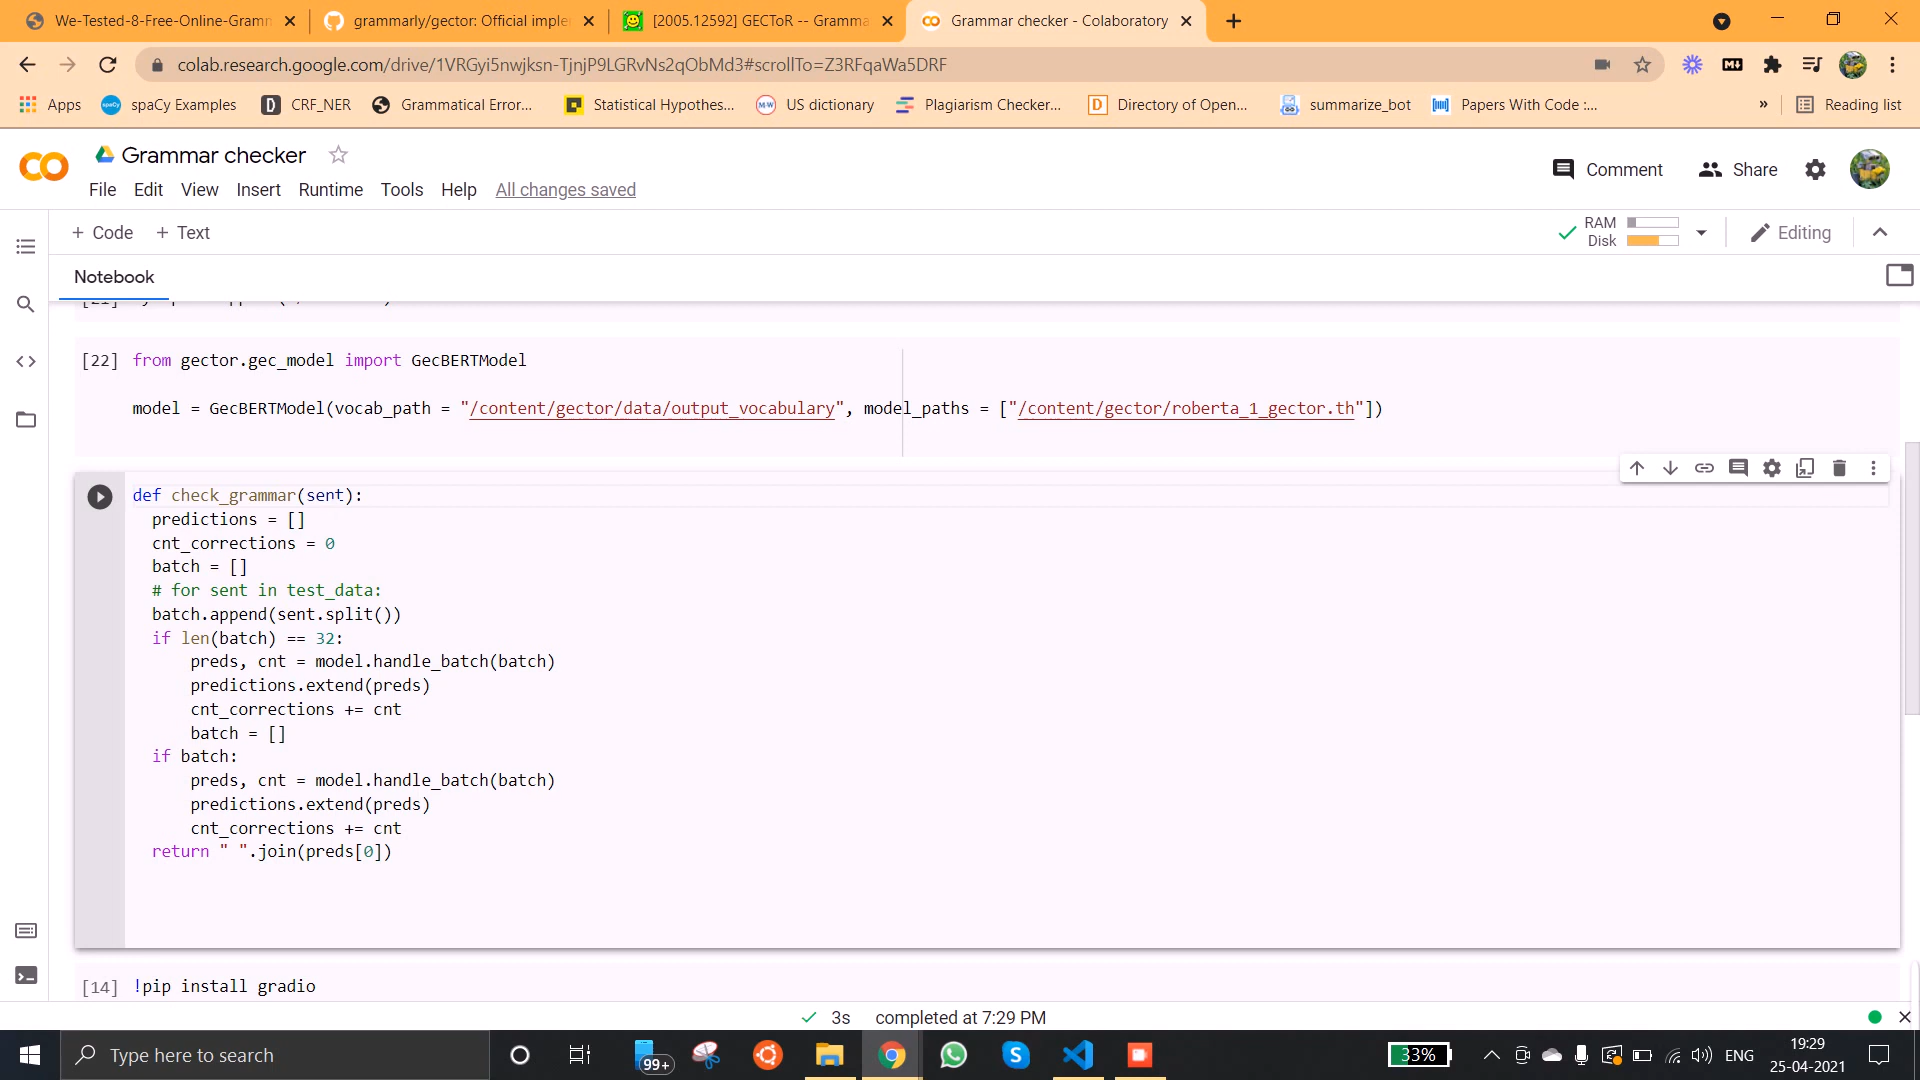 We-Tested-8-Free-Online-Gramm
grammarly/gector: Official imple
[2005.12592] GECToR -- Gramma
Grammar checker - Colaboratory
colab.research.google.com/drive/1VRGyi5nwjksn-TjnjP9LGRvNs2qObMd3#scrollTo=Z3RFqaWa5DRF
Apps
spaCy Examples
CRF_NER
Grammatical Error...
Statistical Hypothes...
US dictionary
Plagiarism Checker...
Directory of Open...
summarize_bot
Papers With Code :...
»
Reading list
Grammar checker
Comment
Share
File Edit View Insert Runtime Tools Help All changes saved
+ Code + Text
RAM
Disk
Editing
Notebook
[22] from gector.gec_model import GecBERTModel
model = GecBERTModel(vocab_path = "/content/gector/data/output_vocabulary", model_paths = ["/content/gector/roberta_1_gector.th"])
def check_grammar(sent):
predictions = []
cnt_corrections = 0
batch = []
# for sent in test_data:
batch.append(sent.split())
if len(batch) == 32:
preds, cnt = model.handle_batch(batch)
predictions.extend(preds)
cnt_corrections += cnt
batch = []
if batch:
preds, cnt = model.handle_batch(batch)
predictions.extend(preds)
cnt_corrections += cnt
return " ".join(preds[0])
[14] !pip install gradio
3s completed at 7:29 PM
Type here to search
99+
33%
ENG
19:29
25-04-2021